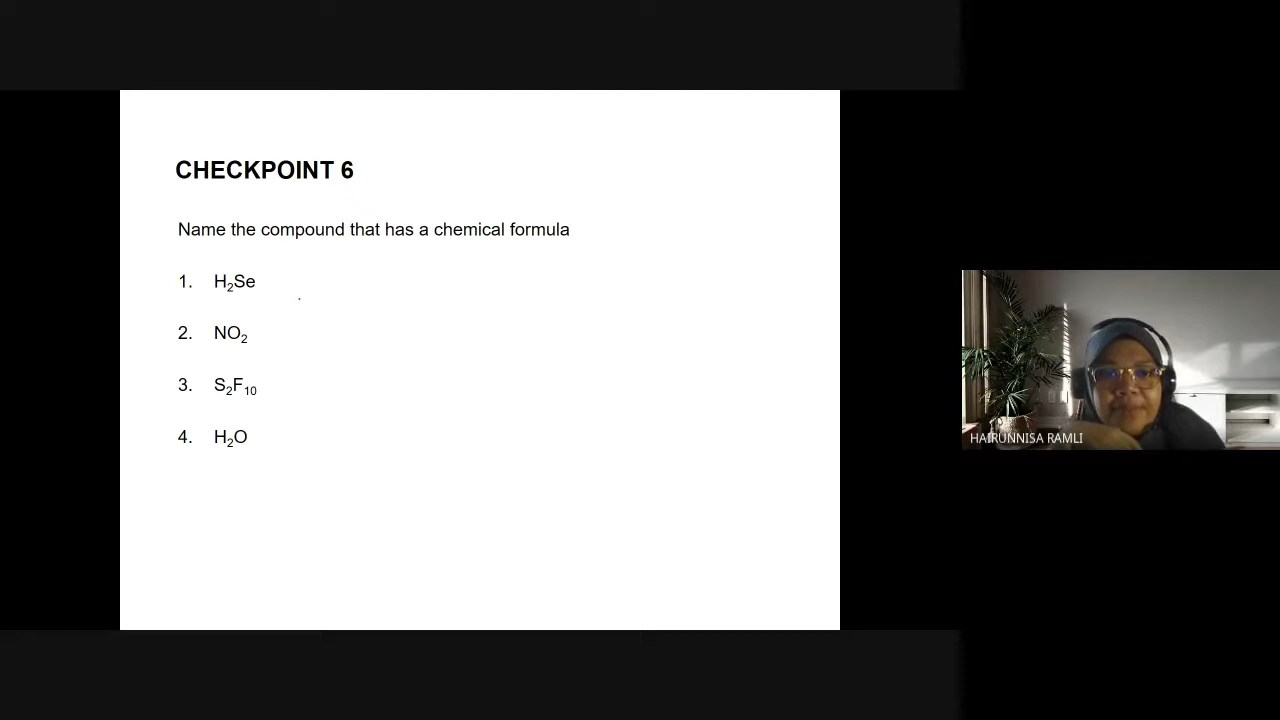 CHECKPOINT 6
Name the compound that has a chemical formula
1. H₂Se
2. NO₂
3. S₂F₁₀
4. H₂O
HAIRUNNISA RAMLI